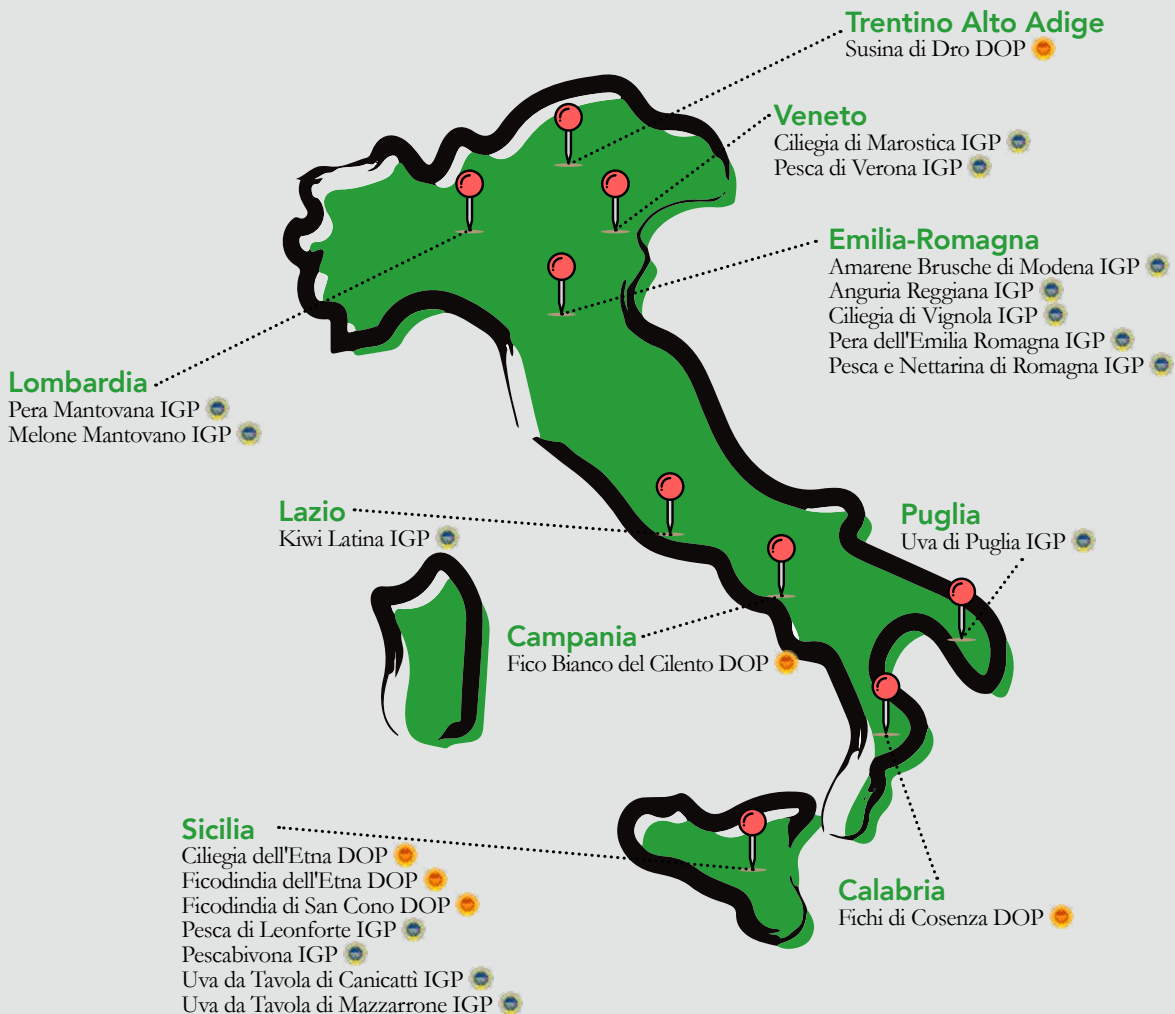 Trentino Alto Adige
Susina di Dro DOP
Veneto
Ciliegia di Marostica IGP
Pesca di Verona IGP
Emilia-Romagna
Amarene Brusche di Modena IGP
Anguria Reggiana IGP
Ciliegia di Vignola IGP
Pera dell'Emilia Romagna IGP
Pesca e Nettarina di Romagna IGP
Lombardia
Pera Mantovana IGP
Melone Mantovano IGP
Lazio
Kiwi Latina IGP
Puglia
Uva di Puglia IGP
Campania
Fico Bianco del Cilento DOP
Sicilia
Ciliegia dell'Etna DOP
Ficodindia dell'Etna DOP
Ficodindia di San Cono DOP
Pesca di Leonforte IGP
Pescabivona IGP
Uva da Tavola di Canicattì IGP
Uva da Tavola di Mazzarrone IGP
Calabria
Fichi di Cosenza DOP